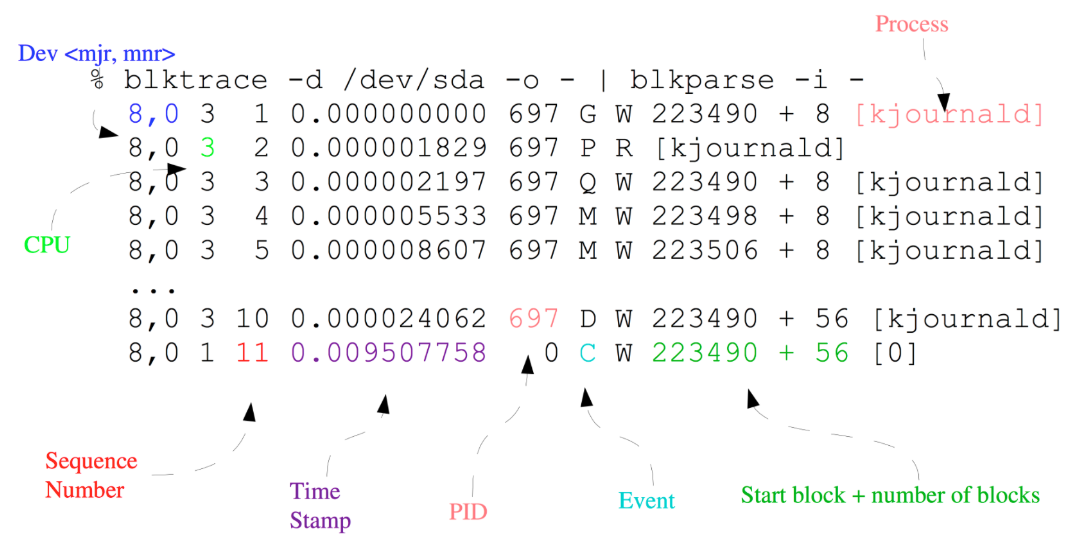 Process
Dev <mjr, mnr>
% blktrace -d /dev/sda -o - | blkparse -i -
8,0 3 1 0.000000000 697 G W 223490 + 8 [kjournald]
8,0 3 2 0.000001829 697 P R [kjournald]
8,0 3 3 0.000002197 697 Q W 223490 + 8 [kjournald]
8,0 3 4 0.000005533 697 M W 223498 + 8 [kjournald]
CPU
8,0 3 5 0.000008607 697 M W 223506 + 8 [kjournald]
...
8,0 3 10 0.000024062 697 D W 223490 + 56 [kjournald]
8,0 1 11 0.009507758 0 C W 223490 + 56 [0]
Sequence
Number
Time
Stamp
PID
Event
Start block + number of blocks